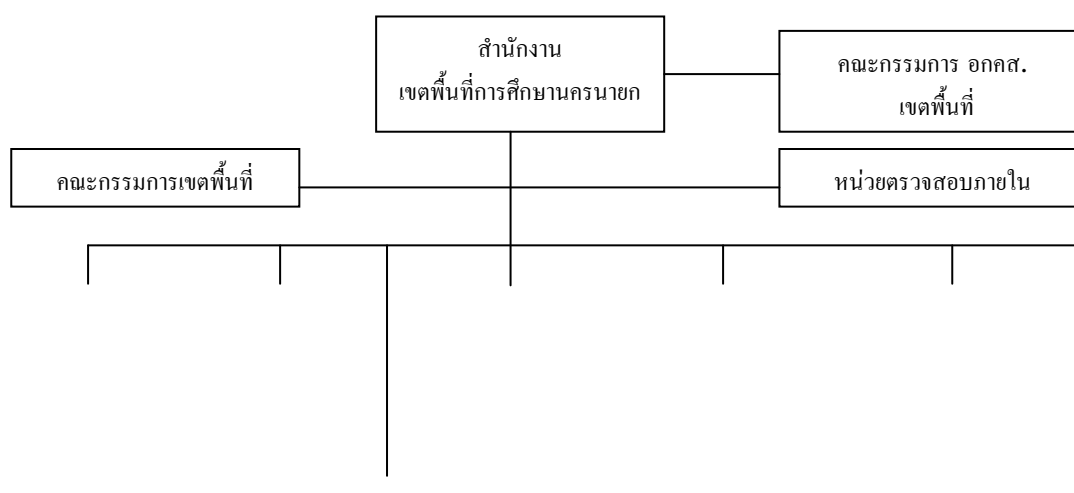 สำนักงาน
เขตพื้นที่การศึกษานครนายก
คณะกรรมการ อกคส.
เขตพื้นที่
คณะกรรมการเขตพื้นที่
หน่วยตรวจสอบภายใน